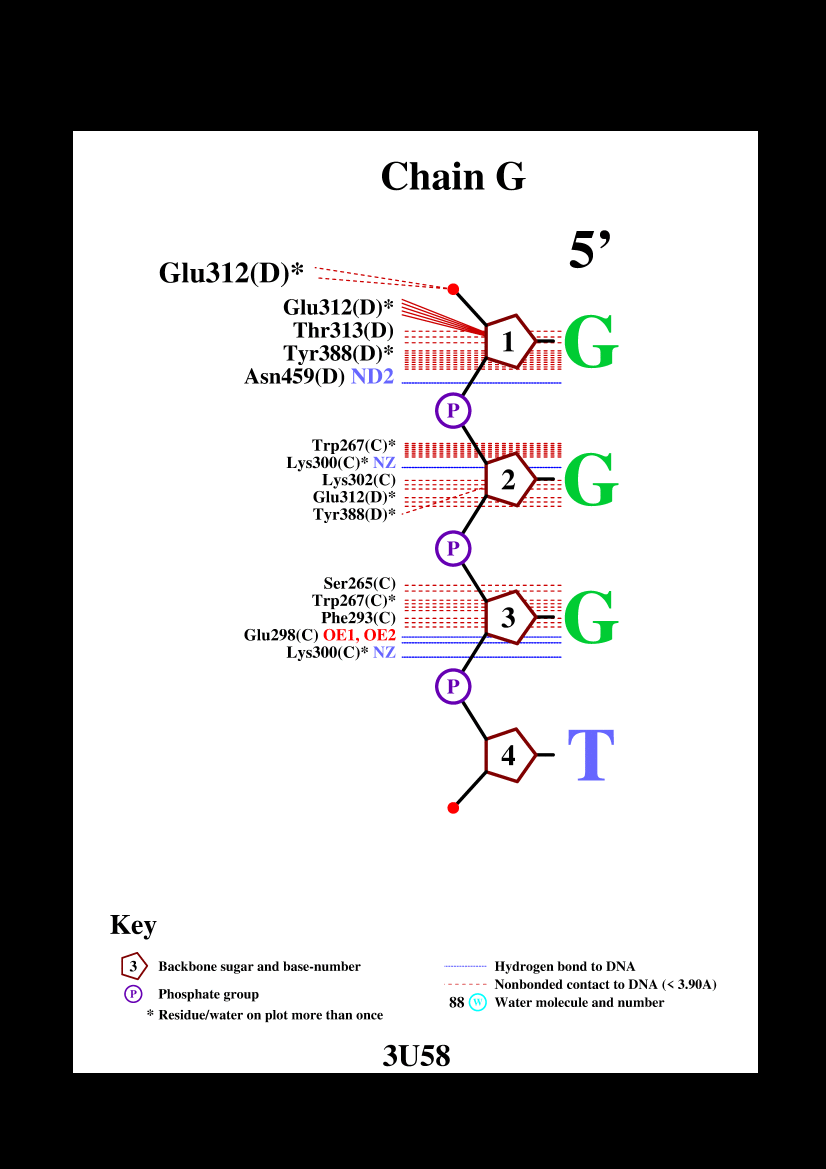 Chain G
5’
Glu312(D)*
Glu312(D)*
Thr313(D)
1 G
Tyr388(D)*
Asn459(D) ND2
P
Trp267(C)*
Lys300(C)* NZ
Lys302(C) 2 G
Glu312(D)*
Tyr388(D)*
P
Ser265(C)
Trp267(C)*
Phe293(C) 3 G
Glu298(C) OE1, OE2
Lys300(C)* NZ
P
4 T
Key
3 Backbone sugar and base-number
P Phosphate group
* Residue/water on plot more than once
Hydrogen bond to DNA
Nonbonded contact to DNA (< 3.90A)
88 W Water molecule and number
3U58